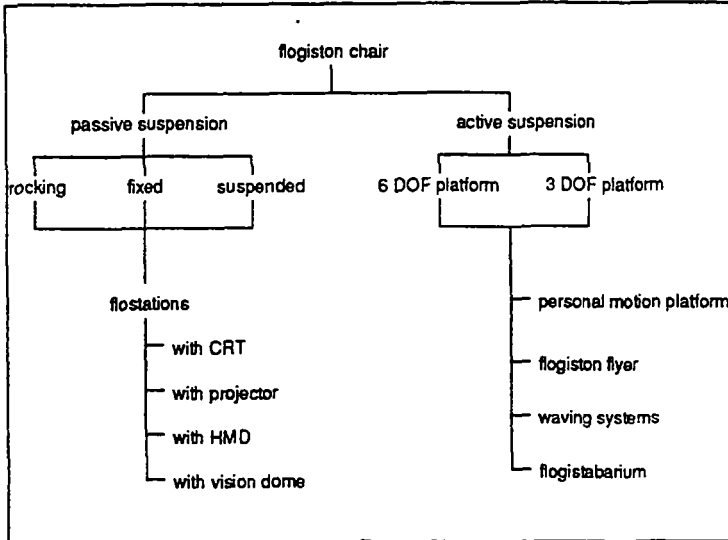 flogiston chair
passive suspension
active suspension
rocking fixed suspended
6 DOF platform 3 DOF platform
flostations
with CRT
with projector
with HMD
with vision dome
personal motion platform
flogiston flyer
waving systems
flogistabarium